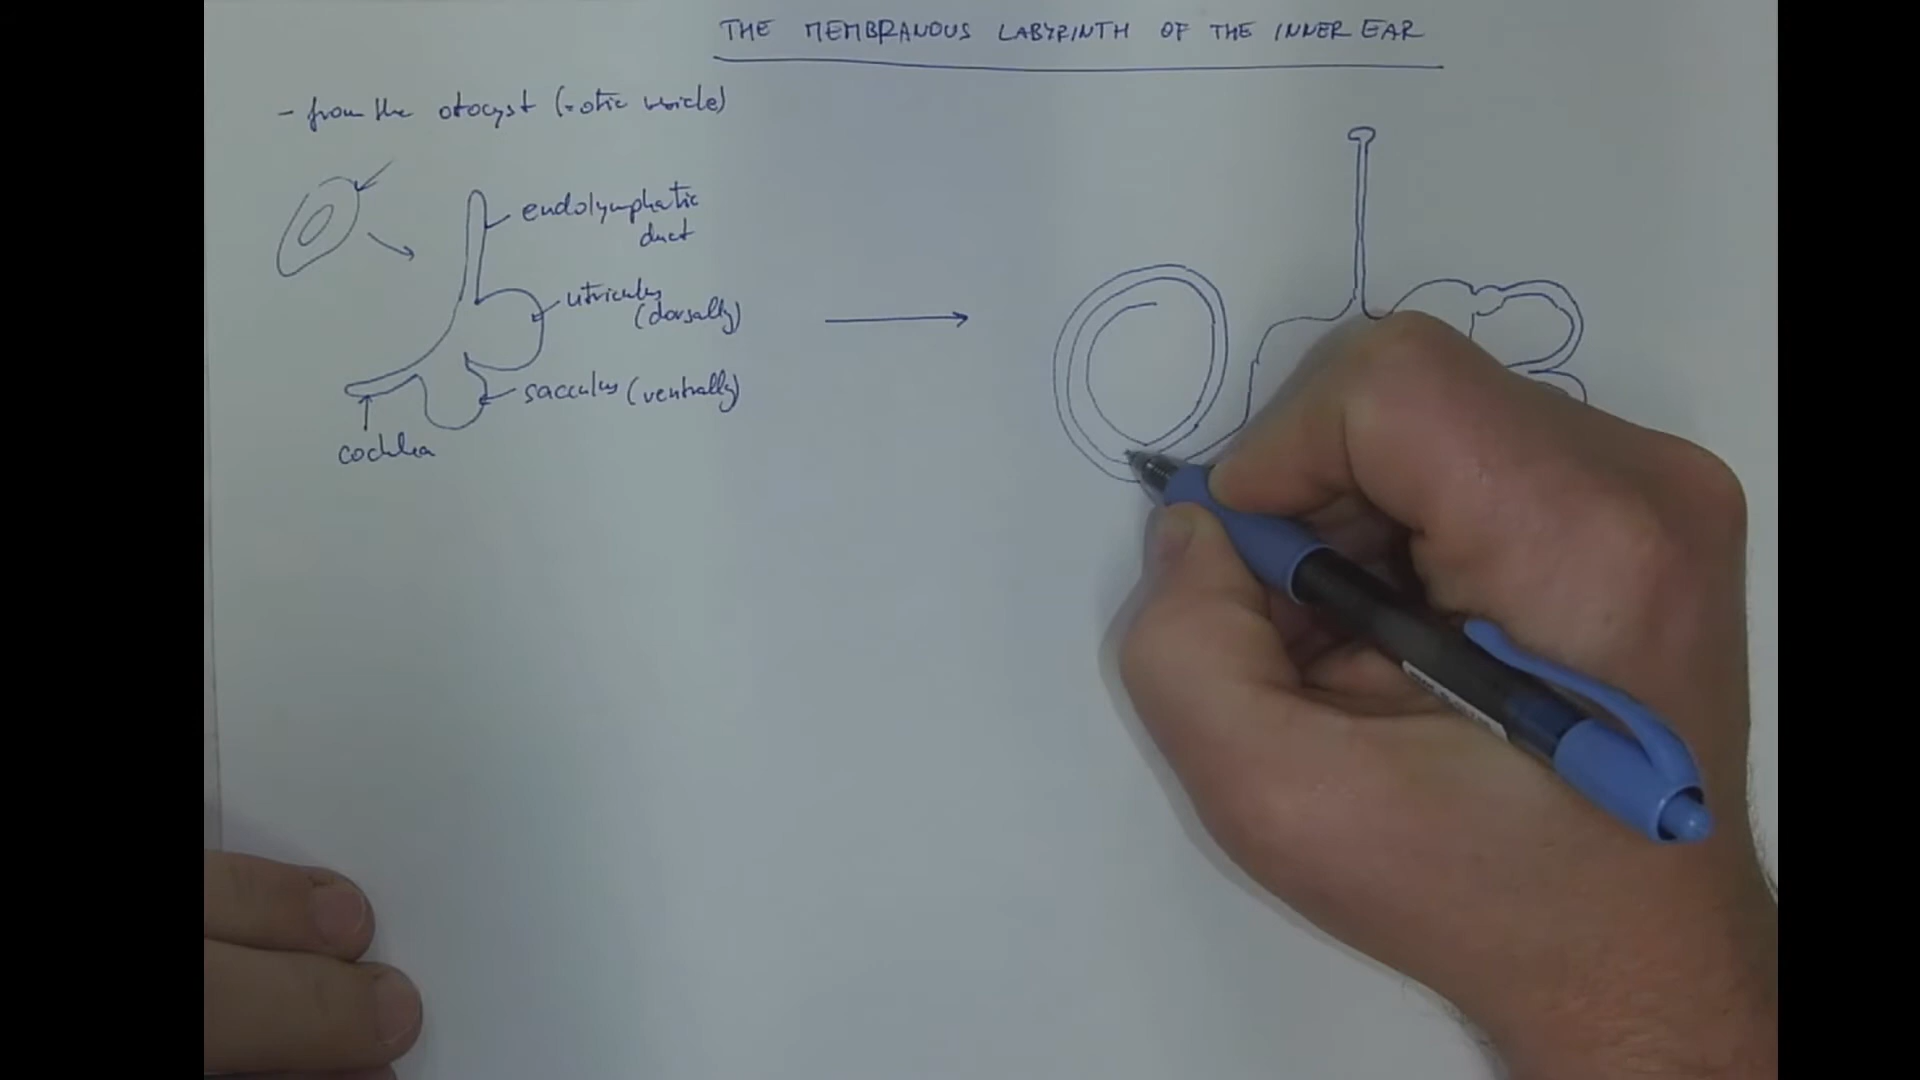 THE MEMBRANOUS LABYRINTH OF THE INNER EAR
- from the otocyst (= otic vesicle)
endolymphatic
duct
utriculus
(dorsally)
sacculus (ventrally)
cochlea